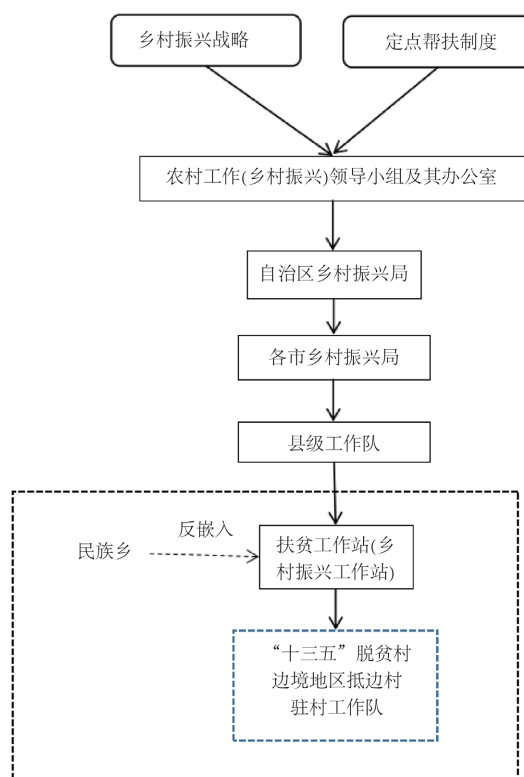 乡村振兴战略
定点帮扶制度
农村工作(乡村振兴)领导小组及其办公室
自治区乡村振兴局
各市乡村振兴局
县级工作队
反嵌入
民族乡
扶贫工作站(乡
村振兴工作站)
“十三五”脱贫村
边境地区抵边村
驻村工作队